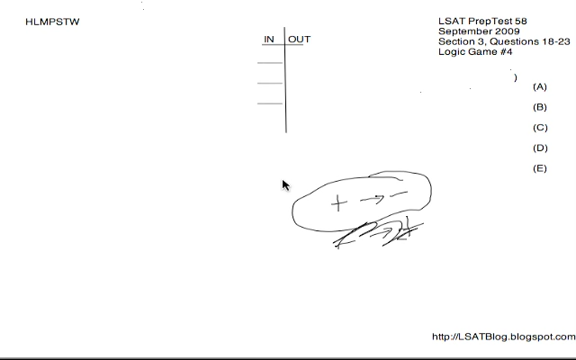 HLMPSTW
LSAT PrepTest 58
September 2009
Section 3, Questions 18-23
Logic Game #4
IN OUT
)
(A)
(B)
(C)
(D)
(E)
+ → −
http://LSATBlog.blogspot.com